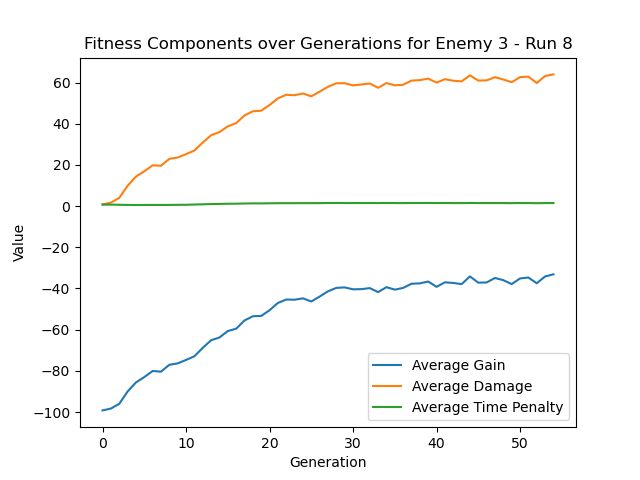 Fitness Components over Generations for Enemy 3 - Run 8
60
40
20
0
−20
−40
−60
−80
−100
Value
0 10 20 30 40 50
Generation
Average Gain
Average Damage
Average Time Penalty